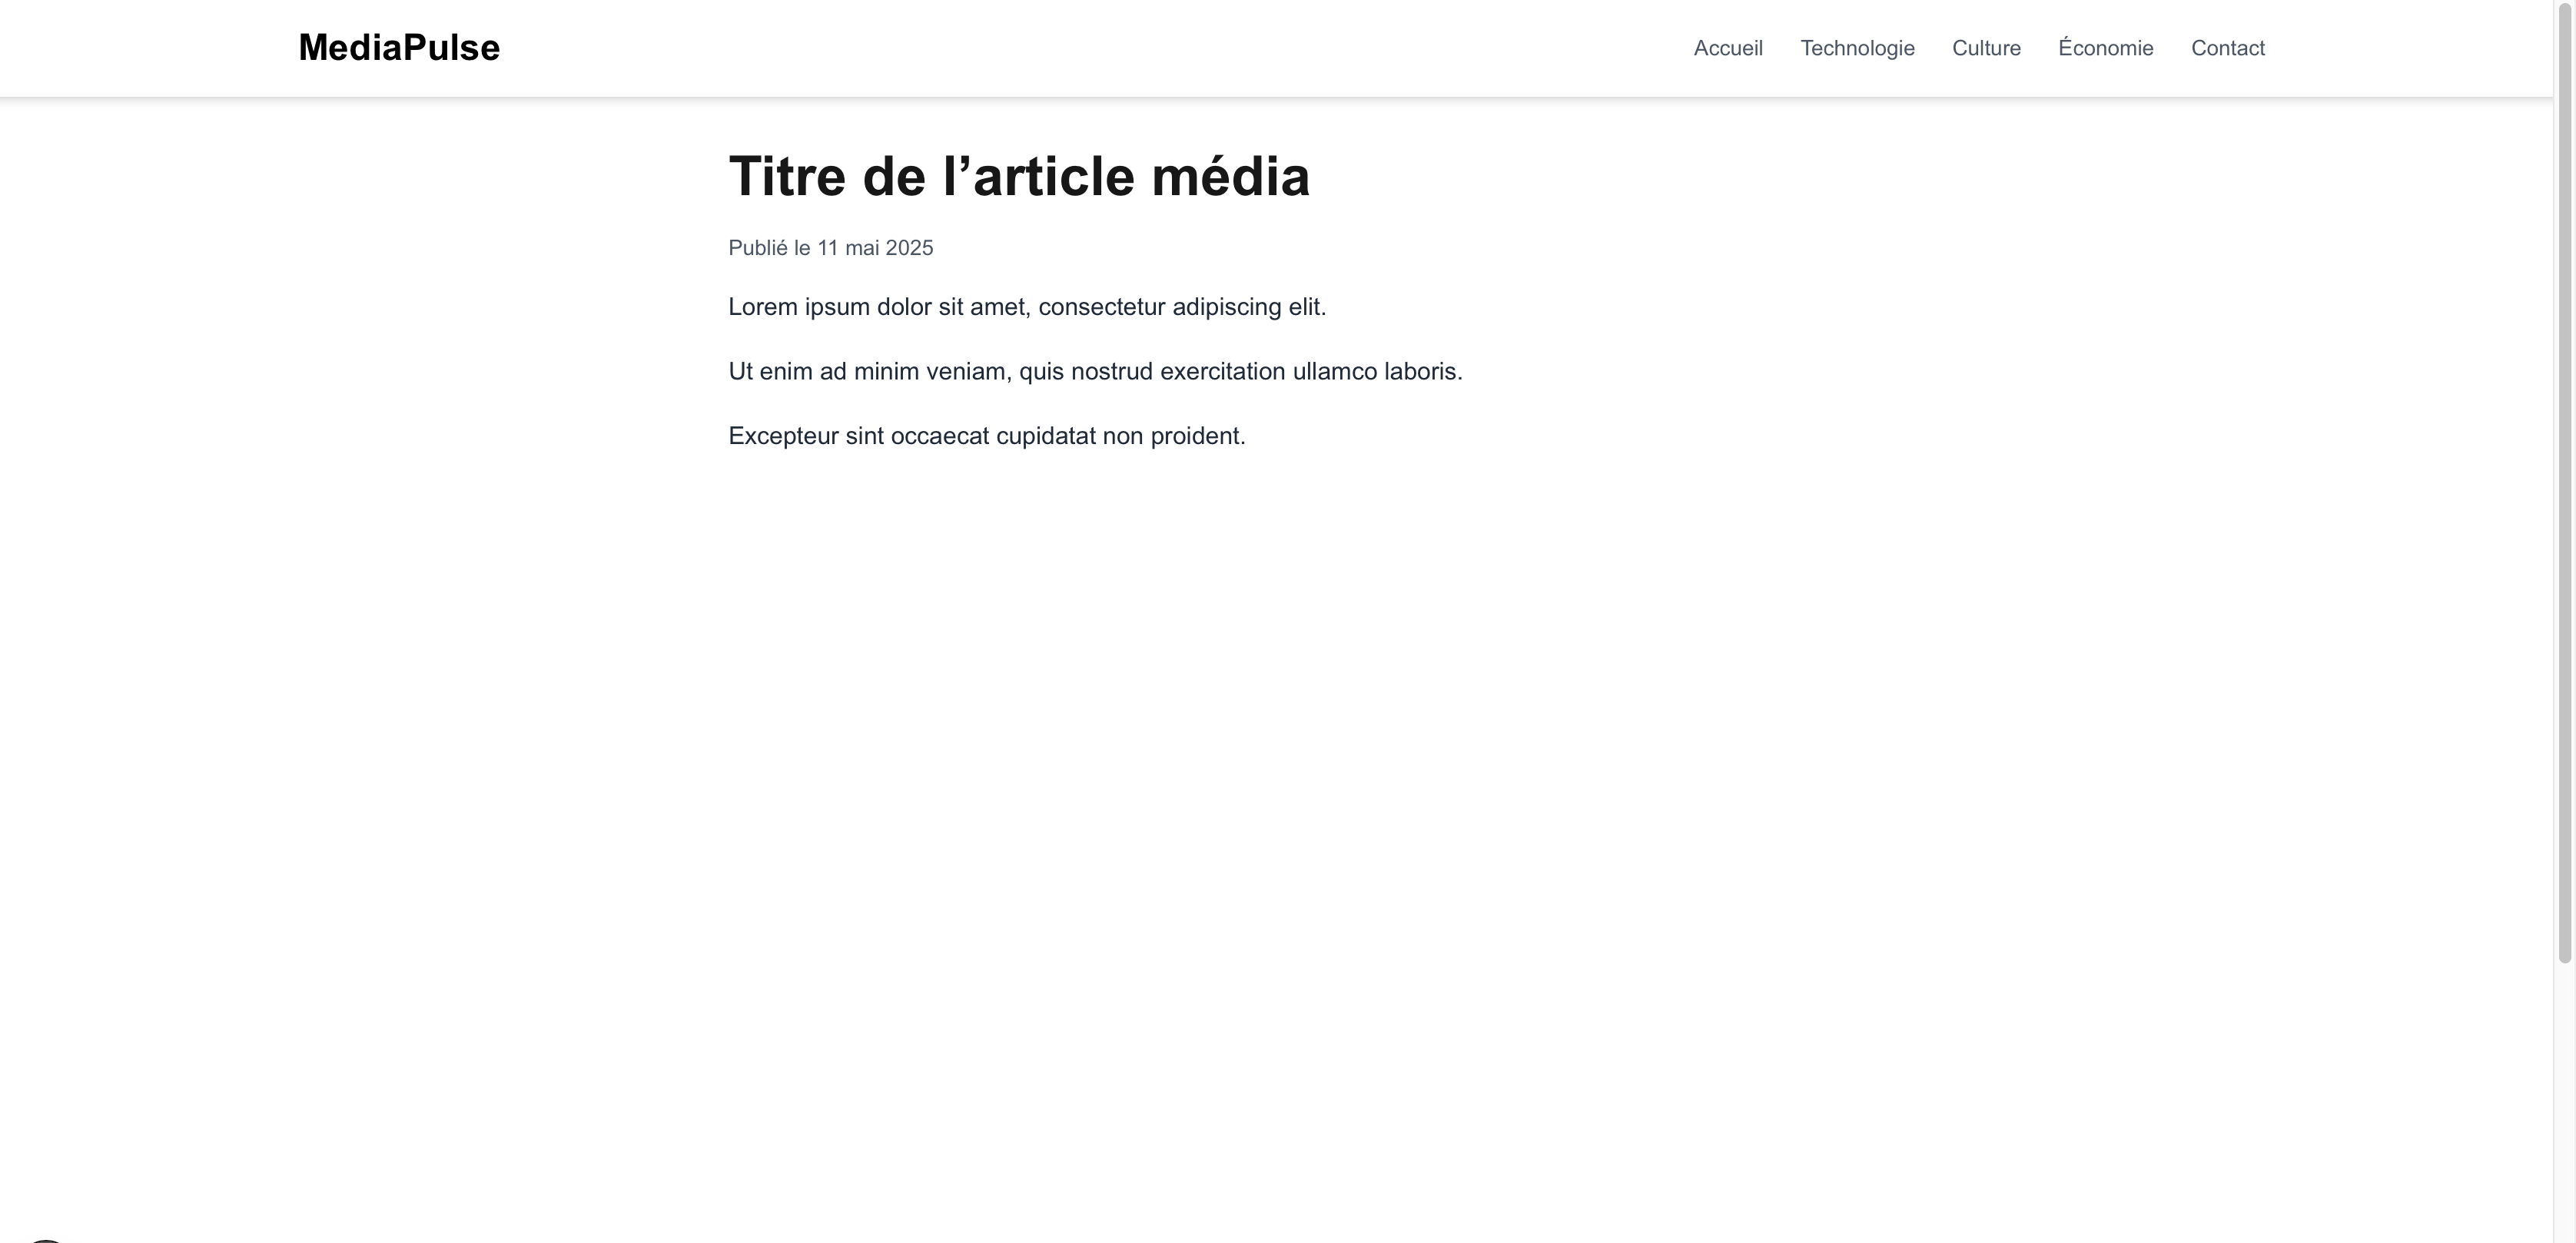 MediaPulse
Accueil Technologie Culture Économie Contact
Titre de l’article média
Publié le 11 mai 2025
Lorem ipsum dolor sit amet, consectetur adipiscing elit.
Ut enim ad minim veniam, quis nostrud exercitation ullamco laboris.
Excepteur sint occaecat cupidatat non proident.